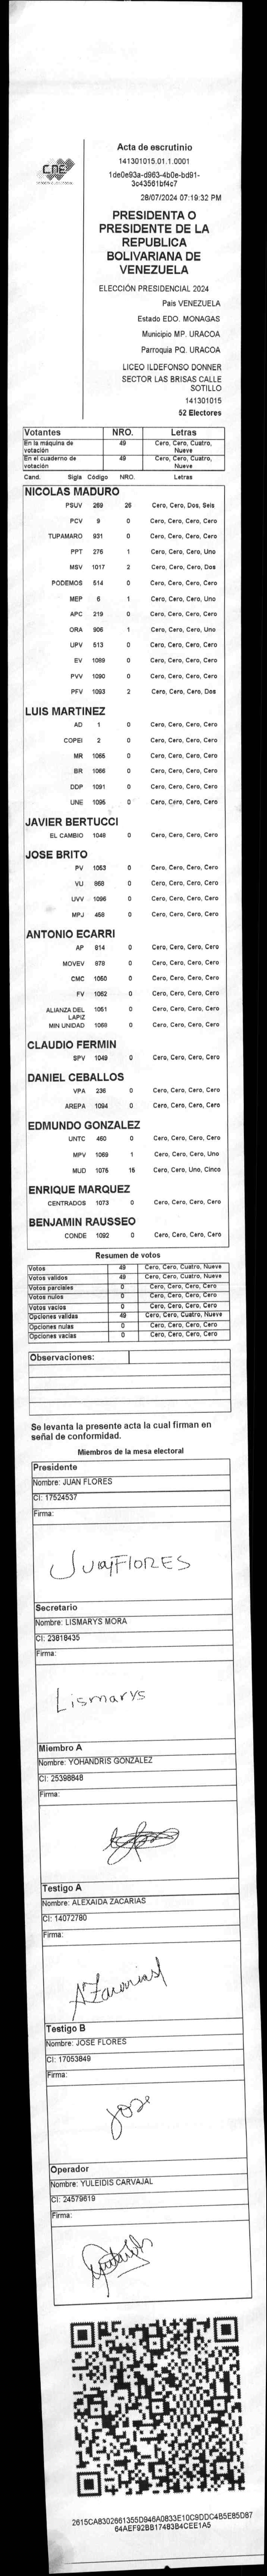 CNE
Acta de escrutinio
141301015.01.1.0001
1de0e93a-d963-4b0e-bd91-
3c43561bf4c7
28/07/2024 07:19:32 PM
PRESIDENTA O
PRESIDENTE DE LA
REPUBLICA
BOLIVARIANA DE
VENEZUELA
ELECCIÓN PRESIDENCIAL 2024
Pais VENEZUELA
Estado EDO. MONAGAS
Municipio MP. URACOA
Parroquia PQ. URACOA
LICEO ILDEFONSO DONNER
SECTOR LAS BRISAS CALLE
SOTILLO
141301015
52 Electores
Votantes NRO. Letras
En la máquina de votación 49 Cero, Cero, Cuatro, Nueve
En el cuaderno de votación 49 Cero, Cero, Cuatro, Nueve
Cand. Sigla Código NRO. Letras
NICOLAS MADURO
PSUV 269 26 Cero, Cero, Dos, Seis
PCV 9 0 Cero, Cero, Cero, Cero
TUPAMARO 931 0 Cero, Cero, Cero, Cero
PPT 276 1 Cero, Cero, Cero, Uno
MSV 1017 2 Cero, Cero, Cero, Dos
PODEMOS 514 0 Cero, Cero, Cero, Cero
MEP 6 1 Cero, Cero, Cero, Uno
APC 219 0 Cero, Cero, Cero, Cero
ORA 906 1 Cero, Cero, Cero, Uno
UPV 513 0 Cero, Cero, Cero, Cero
EV 1089 0 Cero, Cero, Cero, Cero
PVV 1090 0 Cero, Cero, Cero, Cero
PFV 1093 2 Cero, Cero, Cero, Dos
LUIS MARTINEZ
AD 1 0 Cero, Cero, Cero, Cero
COPEI 2 0 Cero, Cero, Cero, Cero
MR 1065 0 Cero, Cero, Cero, Cero
BR 1066 0 Cero, Cero, Cero, Cero
DDP 1091 0 Cero, Cero, Cero, Cero
UNE 1095 0 Cero, Cero, Cero, Cero
JAVIER BERTUCCI
EL CAMBIO 1048 0 Cero, Cero, Cero, Cero
JOSE BRITO
PV 1053 0 Cero, Cero, Cero, Cero
VU 868 0 Cero, Cero, Cero, Cero
UVV 1096 0 Cero, Cero, Cero, Cero
MPJ 458 0 Cero, Cero, Cero, Cero
ANTONIO ECARRI
AP 814 0 Cero, Cero, Cero, Cero
MOVEV 878 0 Cero, Cero, Cero, Cero
CMC 1050 0 Cero, Cero, Cero, Cero
FV 1052 0 Cero, Cero, Cero, Cero
ALIANZA DEL LAPIZ 1051 0 Cero, Cero, Cero, Cero
MIN UNIDAD 1068 0 Cero, Cero, Cero, Cero
CLAUDIO FERMIN
SPV 1049 0 Cero, Cero, Cero, Cero
DANIEL CEBALLOS
VPA 236 0 Cero, Cero, Cero, Cero
AREPA 1094 0 Cero, Cero, Cero, Cero
EDMUNDO GONZALEZ
UNTC 460 0 Cero, Cero, Cero, Cero
MPV 1069 1 Cero, Cero, Cero, Uno
MUD 1075 15 Cero, Cero, Uno, Cinco
ENRIQUE MARQUEZ
CENTRADOS 1073 0 Cero, Cero, Cero, Cero
BENJAMIN RAUSSEO
CONDE 1092 0 Cero, Cero, Cero, Cero
Resumen de votos
Votos 49 Cero, Cero, Cuatro, Nueve
Votos validos 49 Cero, Cero, Cuatro, Nueve
Votos parciales 0 Cero, Cero, Cero, Cero
Votos nulos 0 Cero, Cero, Cero, Cero
Votos vacíos 0 Cero, Cero, Cero, Cero
Opciones validas 49 Cero, Cero, Cuatro, Nueve
Opciones nulas 0 Cero, Cero, Cero, Cero
Opciones vacias 0 Cero, Cero, Cero, Cero
Observaciones:
Se levanta la presente acta la cual firman en
señal de conformidad.
Miembros de la mesa electoral
Presidente
Nombre: JUAN FLORES
CI: 17524537
Firma:
JUAN FLORES
Secretario
Nombre: LISMARYS MORA
CI: 23818435
Firma:
Lismarys
Miembro A
Nombre: YOHANDRIS GONZALEZ
CI: 25398848
Firma:
Testigo A
Nombre: ALEXAIDA ZACARIAS
CI: 14072780
Firma:
AZacarias
Testigo B
Nombre: JOSE FLORES
CI: 17053849
Firma:
Jose
Operador
Nombre: YULEIDIS CARVAJAL
CI: 24579619
Firma:
2615CA8302661355D946A0833E10C9DDC4B5E85D87
64AEF92BB17483B4CEE1A5